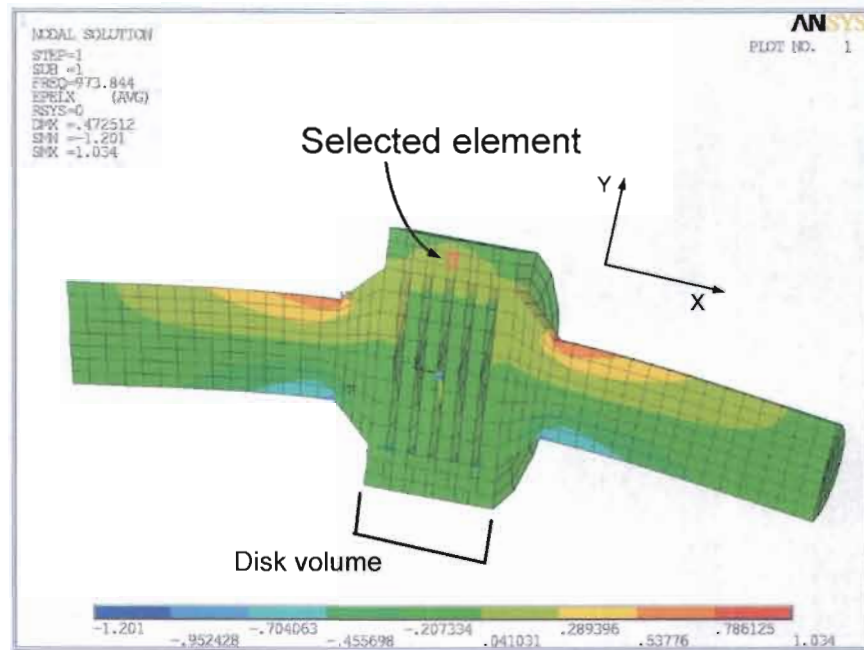 NODAL SOLUTION
STEP=1
SUB =1
FREQ=973.844
EPELX (AVG)
RSYS=0
DMX =.472512
SMN =-1.201
SMX =1.034
ANSYS
PLOT NO. 1
Selected element
Y
X
Disk volume
-1.201 -.704063 -.207334 .289396 .786125
-.952428 -.455698 .041031 .53776 1.034